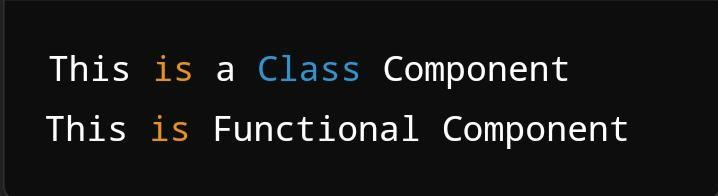 This is a Class Component
This is Functional Component